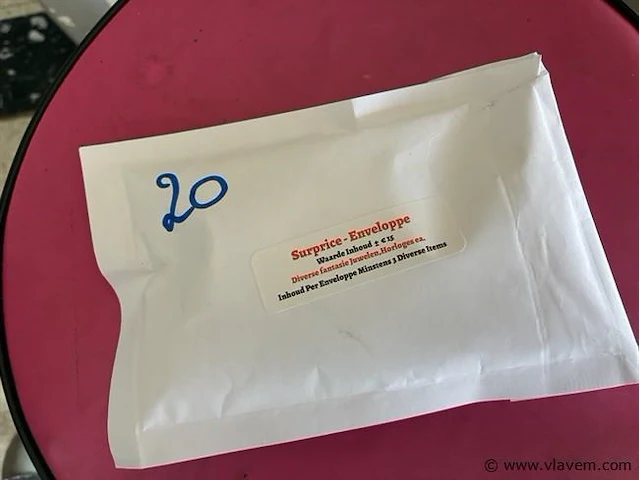 20
Surprice - Enveloppe
Waarde Inhoud ± € 15
Diverse fantasie Juwelen,Horloges ea.
Inhoud Per Enveloppe Minstens 3 Diverse Items
© www.vlavem.com